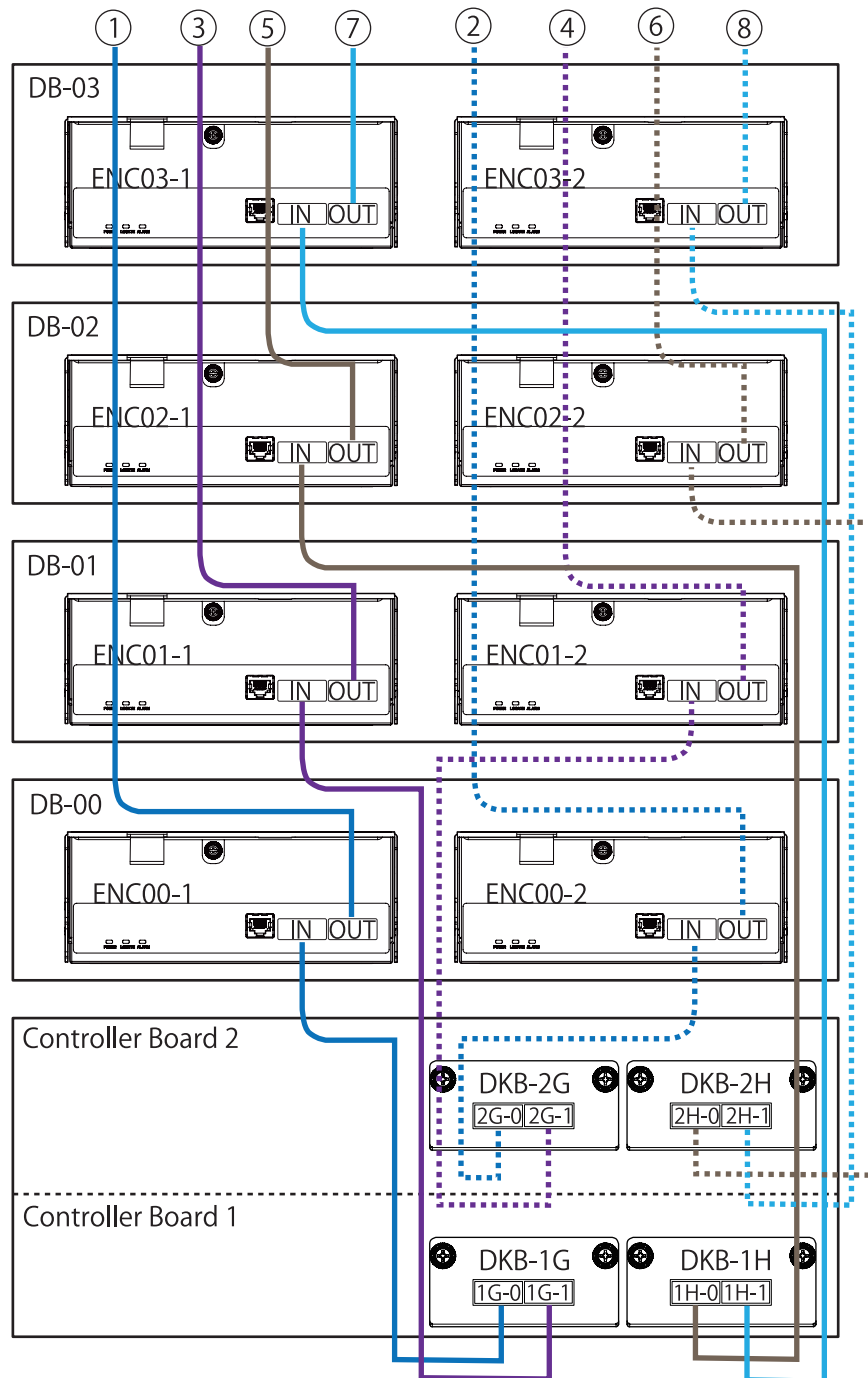 ① ③ ⑤ ⑦ ② ④ ⑥ ⑧
DB-03
ENC03-1 ENC03-2
IN OUT IN OUT
DB-02
ENC02-1 ENC02-2
IN OUT IN OUT
DB-01
ENC01-1 ENC01-2
IN OUT IN OUT
DB-00
ENC00-1 ENC00-2
IN OUT IN OUT
Controller Board 2
DKB-2G DKB-2H
2G-0 2G-1 2H-0 2H-1
Controller Board 1
DKB-1G DKB-1H
1G-0 1G-1 1H-0 1H-1